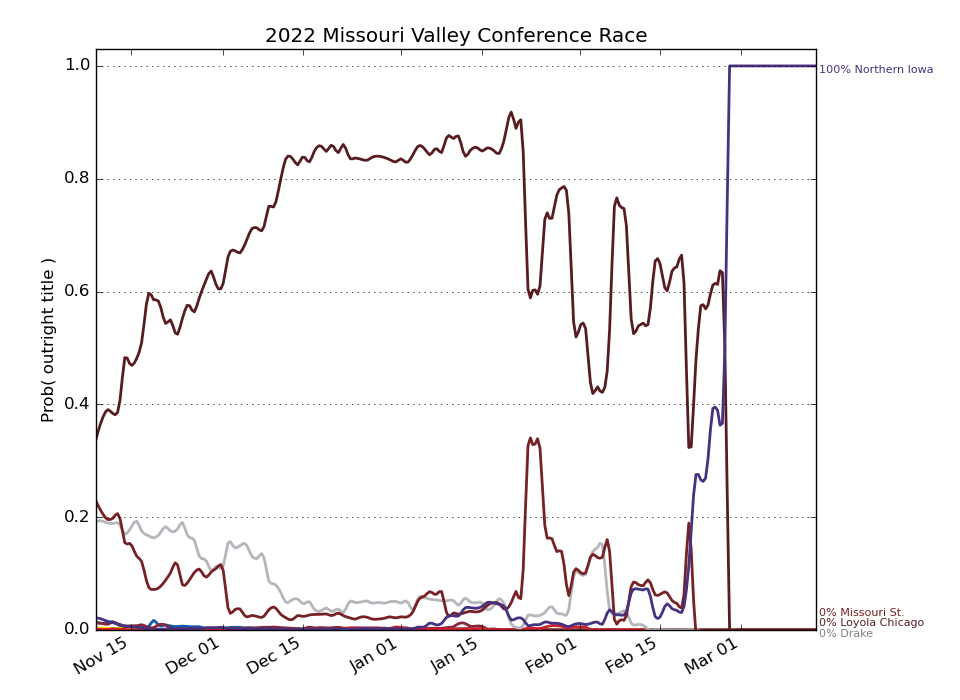 2022 Missouri Valley Conference Race
Prob( outright title )
1.0
0.8
0.6
0.4
0.2
0.0
100% Northern Iowa
0% Missouri St.
0% Loyola Chicago
0% Drake
Nov 15
Dec 01
Dec 15
Jan 01
Jan 15
Feb 01
Feb 15
Mar 01